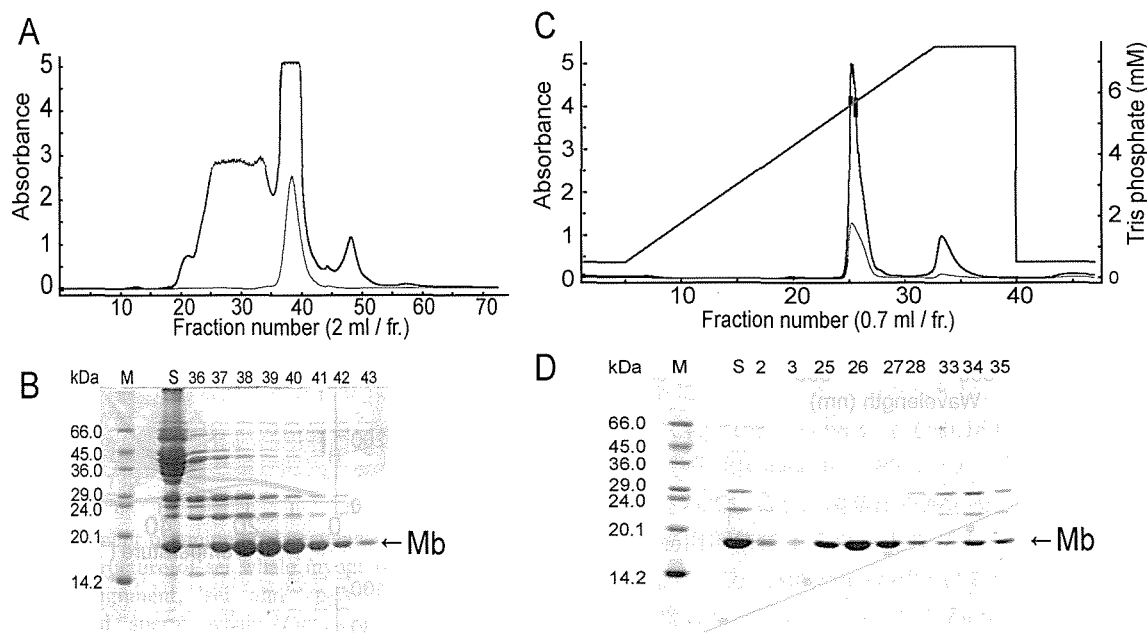 A
Absorbance
5
4
3
2
1
0
10 20 30 40 50 60 70
Fraction number (2 ml / fr.)
C
Absorbance
5
4
3
2
1
0
10 20 30 40
Fraction number (0.7 ml / fr.)
6
4
2
0
Tris phosphate (mM)
B
kDa M S 36 37 38 39 40 41 42 43
66.0
45.0
36.0
29.0
24.0
20.1
14.2
←Mb
D
kDa M S 2 3 25 26 27 28 33 34 35
Wavelength (nm)
66.0
45.0
36.0
29.0
24.0
20.1
14.2
←Mb